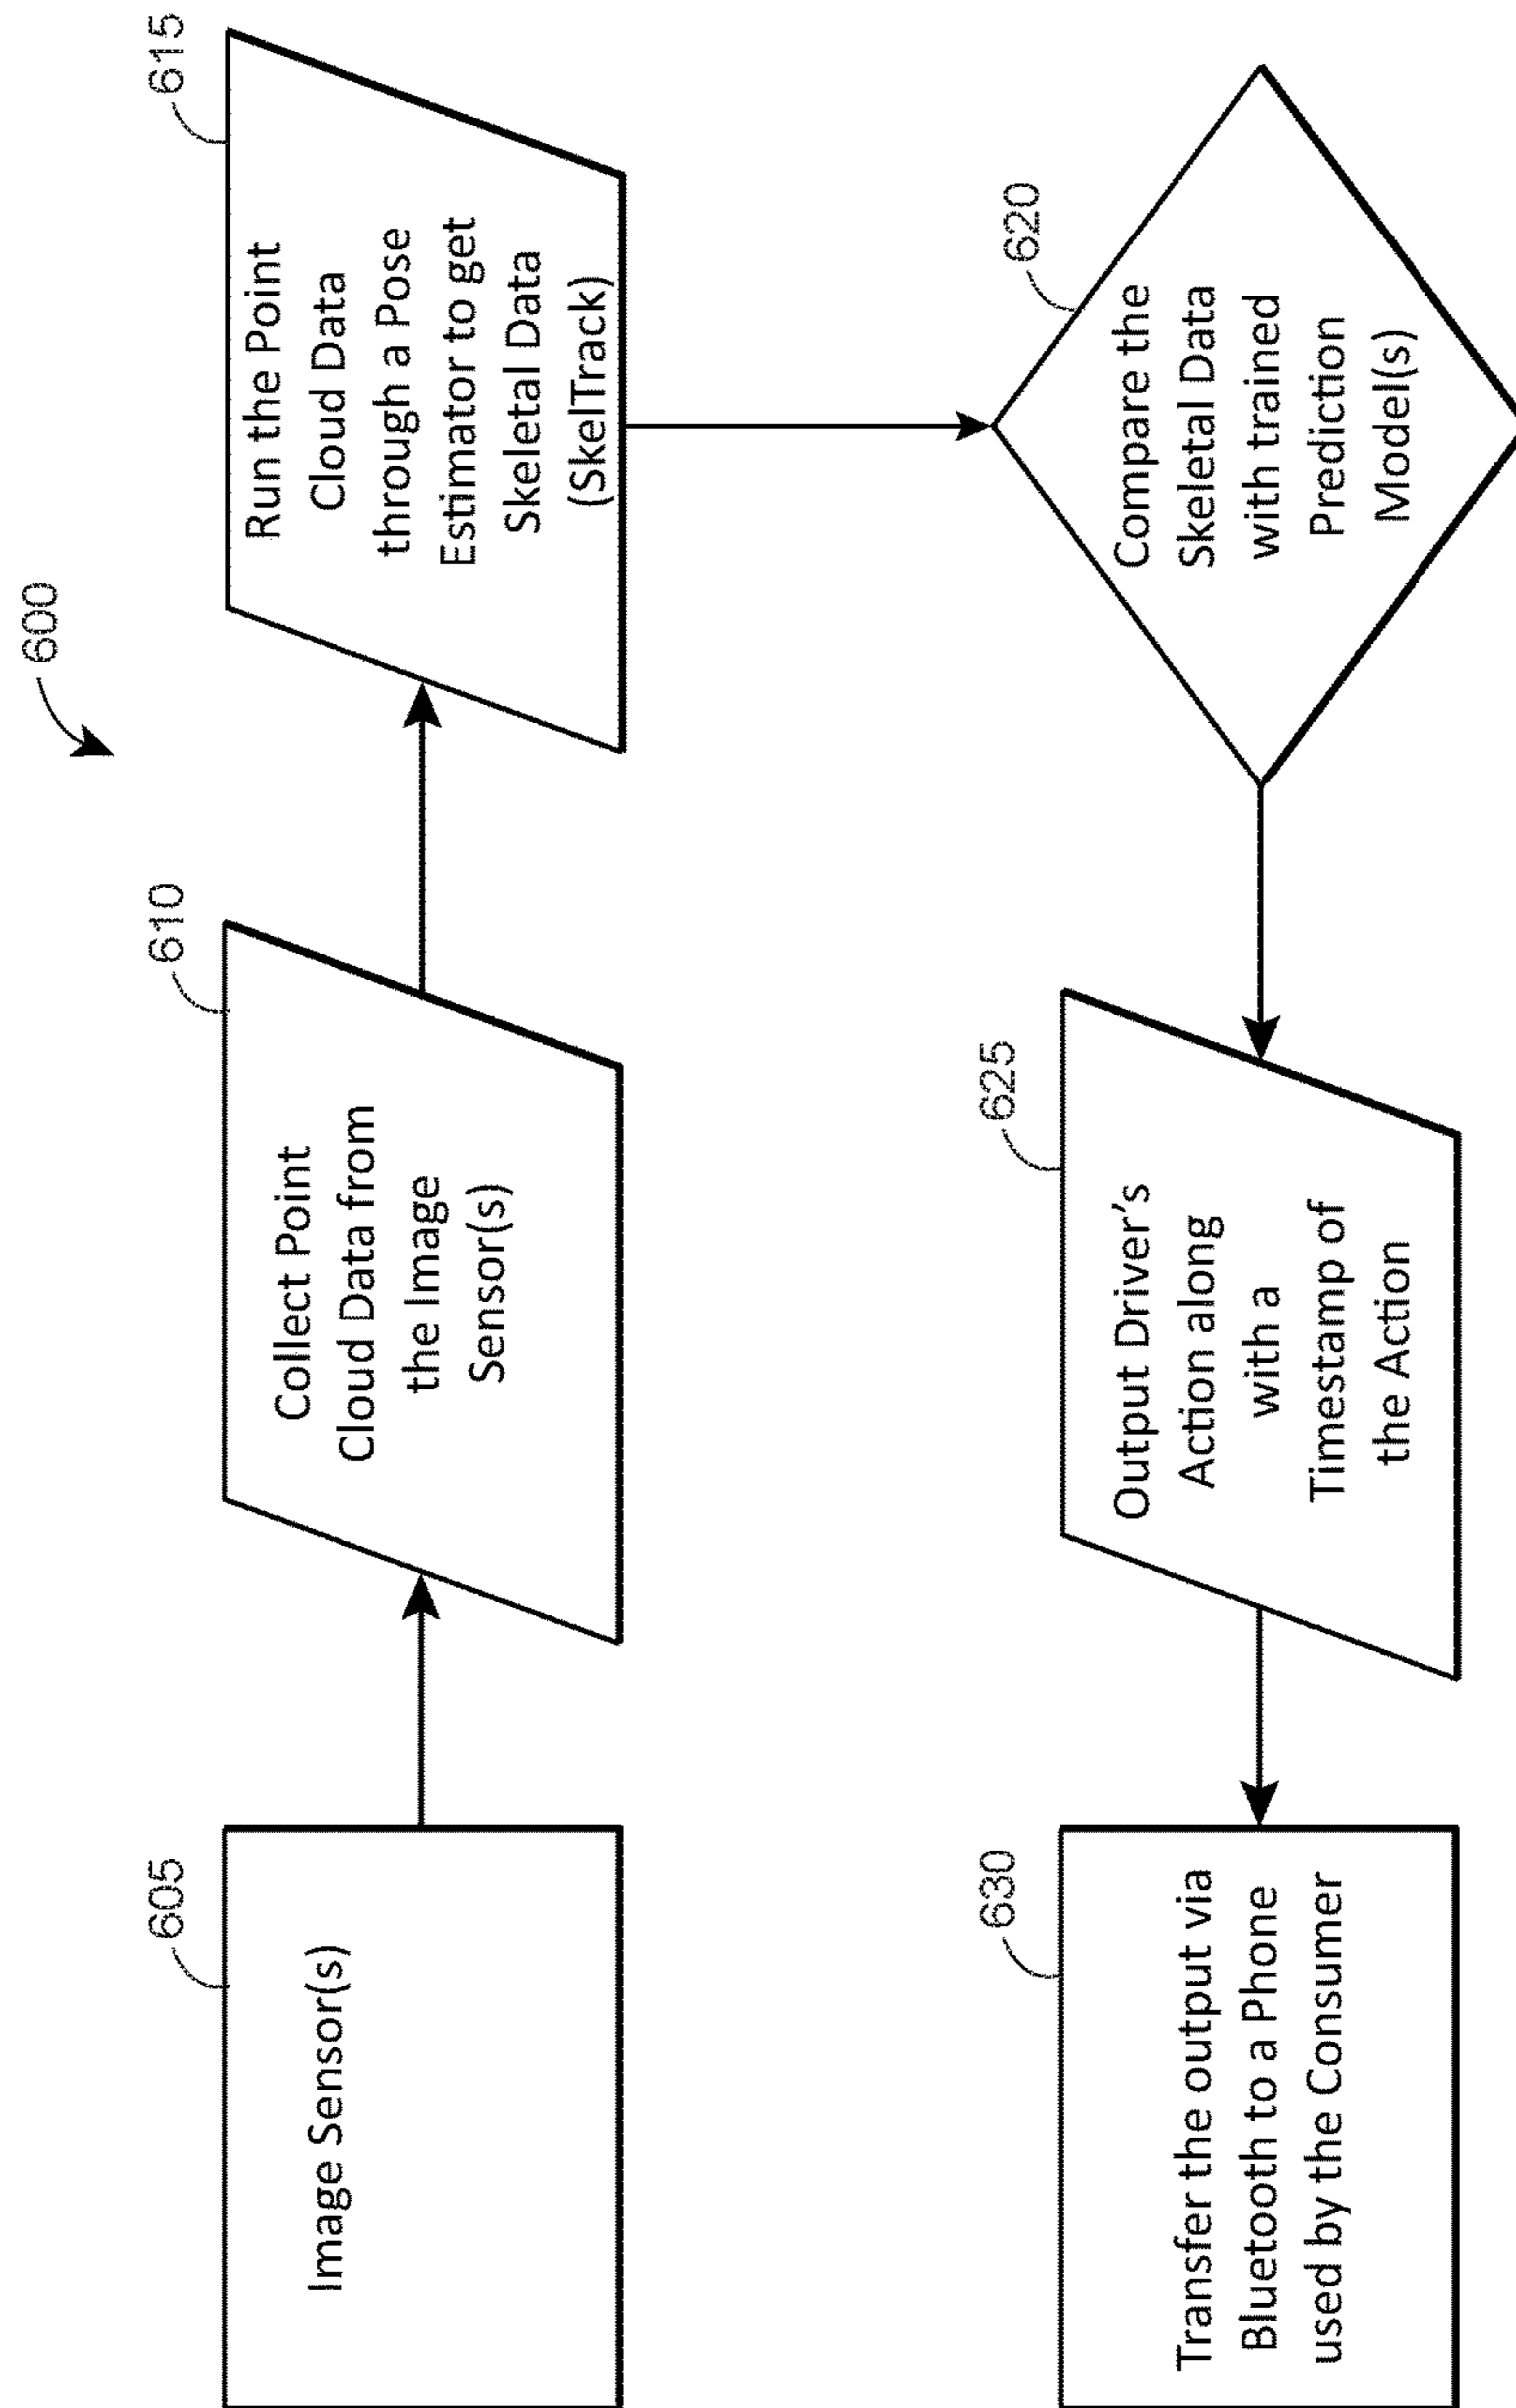 600
605
Image Sensor(s)
610
Collect Point
Cloud Data from
the Image
Sensor(s)
615
Run the Point
Cloud Data
through a Pose
Estimator to get
Skeletal Data
(SkelTrack)
620
Compare the
Skeletal Data
with trained
Prediction
Model(s)
625
Output Driver’s
Action along
with a
Timestamp of
the Action
630
Transfer the output via
Bluetooth to a Phone
used by the Consumer